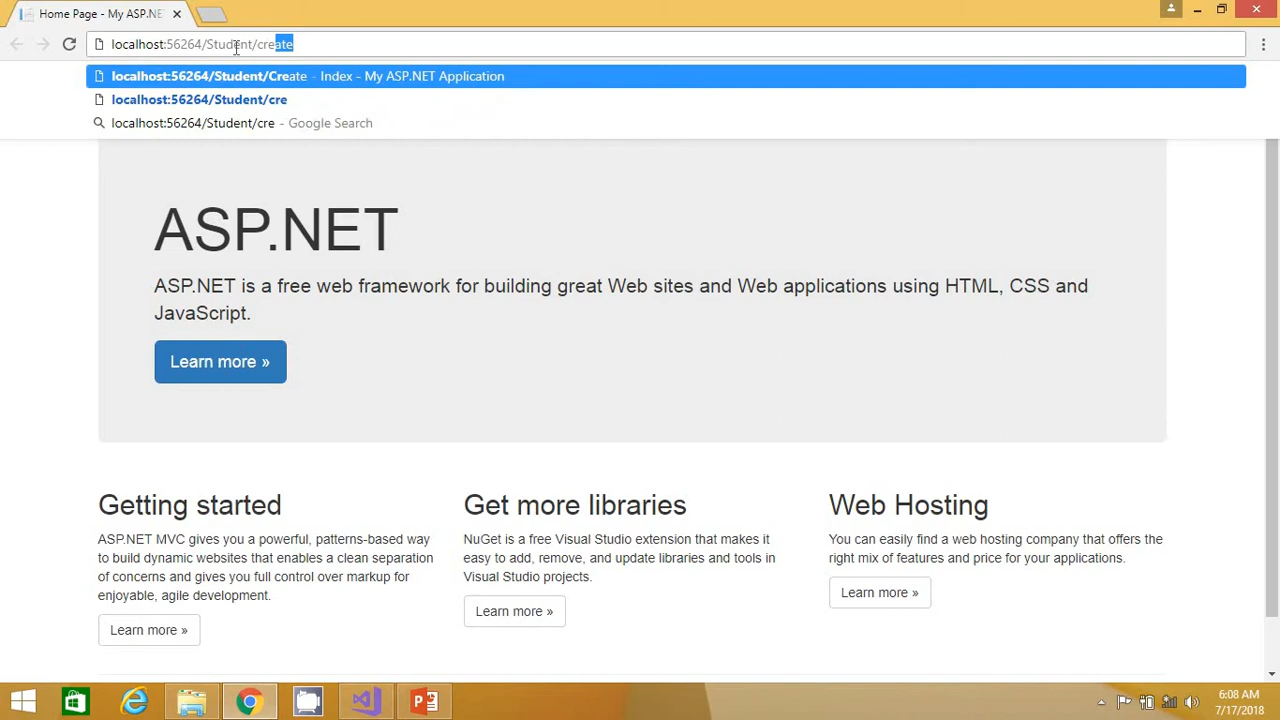 Home Page - My ASP.NE
localhost:56264/Student/create
localhost:56264/Student/Create - Index - My ASP.NET Application
localhost:56264/Student/cre
localhost:56264/Student/cre - Google Search
ASP.NET
ASP.NET is a free web framework for building great Web sites and Web applications using HTML, CSS and
JavaScript.
Learn more »
Getting started
ASP.NET MVC gives you a powerful, patterns-based way
to build dynamic websites that enables a clean separation
of concerns and gives you full control over markup for
enjoyable, agile development.
Learn more »
Get more libraries
NuGet is a free Visual Studio extension that makes it
easy to add, remove, and update libraries and tools in
Visual Studio projects.
Learn more »
Web Hosting
You can easily find a web hosting company that offers the
right mix of features and price for your applications.
Learn more »
6:08 AM
7/17/2018